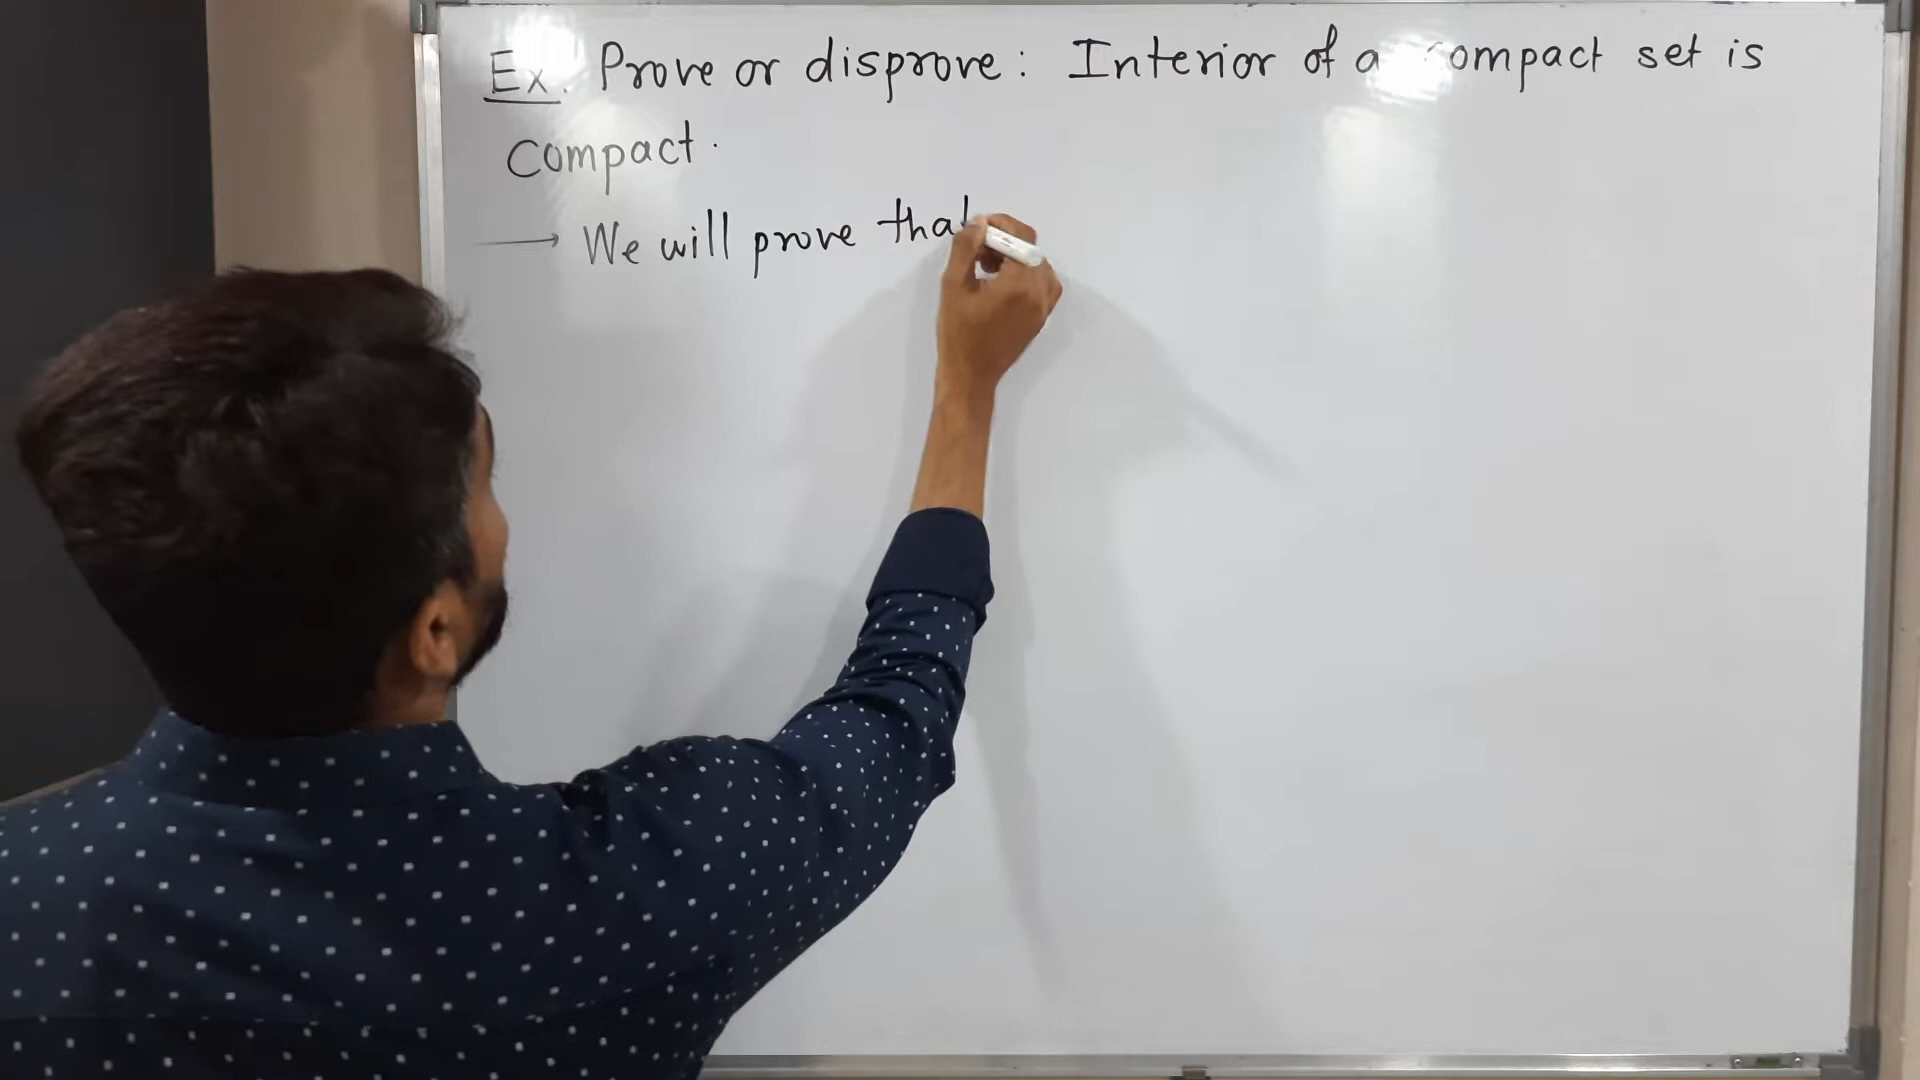 Ex. Prove or disprove: Interior of a compact set is
Compact.
→ We will prove that